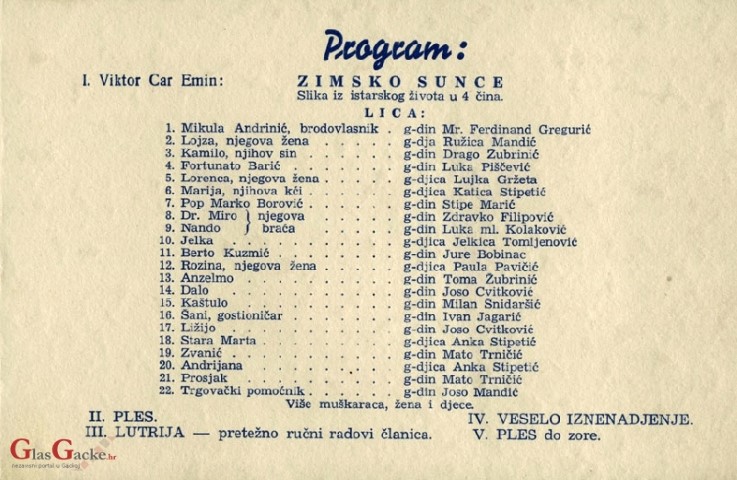 Program:
I. Viktor Car Emin: ZIMSKO SUNCE
Slika iz istarskog života u 4 čina.
LICA:
1. Mikula Andrinić, brodovlasnik . g-din Mr. Ferdinand Gregurić
2. Lojza, njegova žena . . . . . g-dja Ružica Mandić
3. Kamilo, njihov sin . . . . . g-din Drago Zubrinić
4. Fortunato Barić . . . . . . g-din Luka Piščević
5. Lorenca, njegova žena . . . . g-djica Lujka Gržeta
6. Marija, njihova kći . . . . . g-djica Katica Stipetić
7. Pop Marko Borović . . . . . g-din Stipe Marić
8. Dr. Miro } njegova . . . . . g-din Zdravko Filipović
9. Nando } braća . . . . . g-din Luka ml. Kolaković
10. Jelka . . . . . . . . . g-djica Jelkica Tomljenović
11. Berto Kuzmić . . . . . . . g-din Jure Bobinac
12. Rozina, njegova žena . . . . g-djica Paula Pavičić
13. Anzelmo . . . . . . . . g-din Toma Žubrinić
14. Dalo . . . . . . . . . g-din Joso Cvitković
15. Kaštulo . . . . . . . . g-din Milan Snidaršić
16. Šani, gostioničar . . . . . . g-din Ivan Jagarić
17. Ližijo . . . . . . . . . g-din Joso Cvitković
18. Stara Marta . . . . . . . g-djica Anka Stipetić
19. Zvanić . . . . . . . . . g-din Mato Trničić
20. Andrijana . . . . . . . . g-djica Anka Stipetić
21. Prosjak . . . . . . . . g-din Mato Trničić
22. Trgovački pomoćnik . . . . . g-din Joso Mandić
Više muškaraca, žena i djece.
II. PLES.
III. LUTRIJA — pretežno ručni radovi članica.
IV. VESELO IZNENADJENJE.
V. PLES do zore.
GlasGacke.hr
nezavisni portal u Gackoj